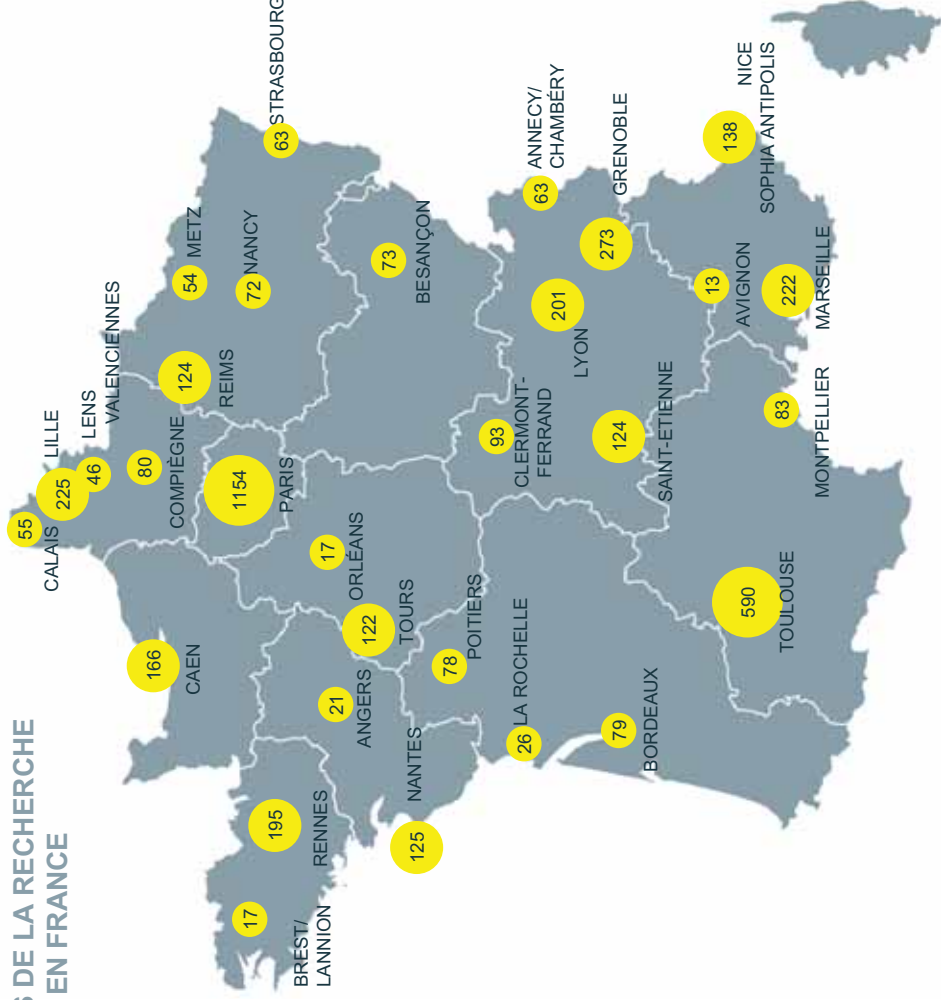 DE LA RECHERCHE
EN FRANCE
55
CALAIS
225
LILLE
46
LENS
VALENCIENNES
80
COMPIÈGNE
1154
PARIS
124
REIMS
54
METZ
72
NANCY
63
STRASBOURG
166
CAEN
17
BREST/
LANNION
195
RENNES
125
NANTES
21
ANGERS
122
TOURS
17
ORLÉANS
78
POITIERS
73
BESANÇON
26
LA ROCHELLE
79
BORDEAUX
93
CLERMONT-
FERRAND
201
LYON
63
ANNECY/
CHAMBÉRY
273
GRENOBLE
124
SAINT-ETIENNE
590
TOULOUSE
83
MONTPELLIER
13
AVIGNON
222
MARSEILLE
138
NICE
SOPHIA ANTIPOLIS